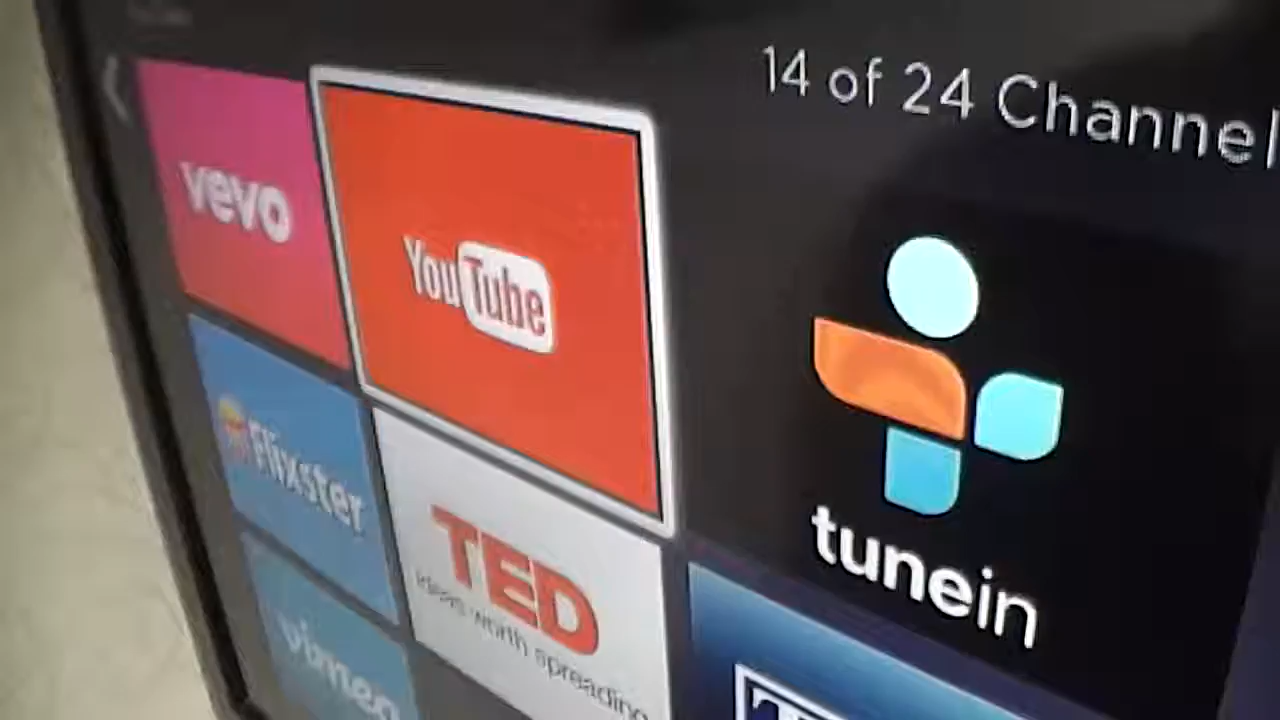 14 of 24 Channel
vevo
YouTube
tunein
Flixster
TED
ideas worth spreading
vimeo